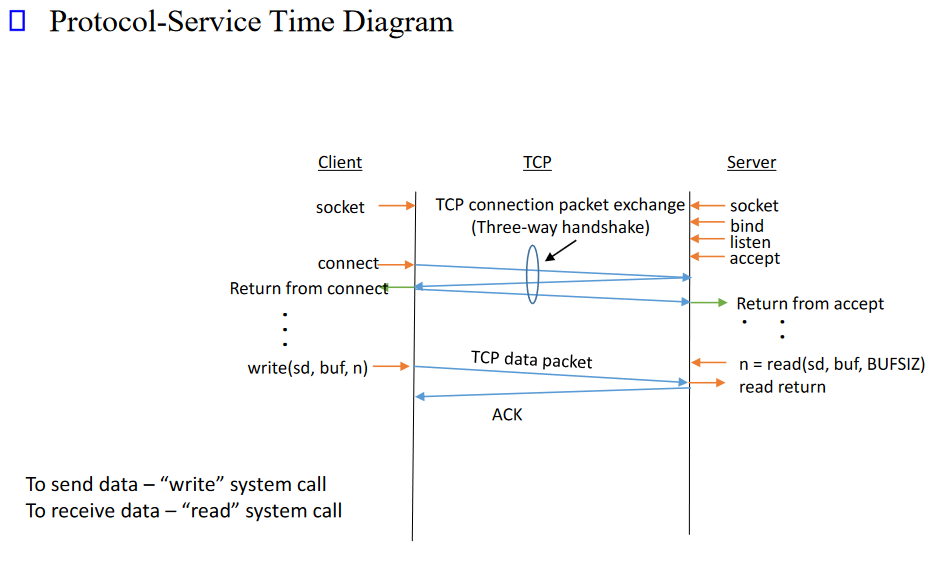 Protocol-Service Time Diagram
Client
TCP
Server
socket
TCP connection packet exchange
(Three-way handshake)
socket
bind
listen
accept
connect
Return from connect
Return from accept
write(sd, buf, n)
TCP data packet
n = read(sd, buf, BUFSIZ)
read return
ACK
To send data – “write” system call
To receive data – “read” system call